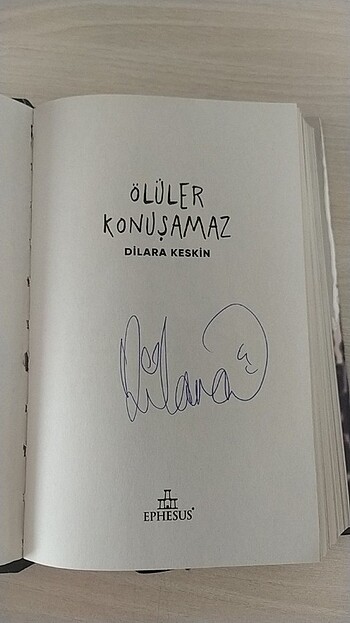 ÖLÜLER
KONUŞAMAZ
DİLARA KESKİN
Dilara
EPHESUS